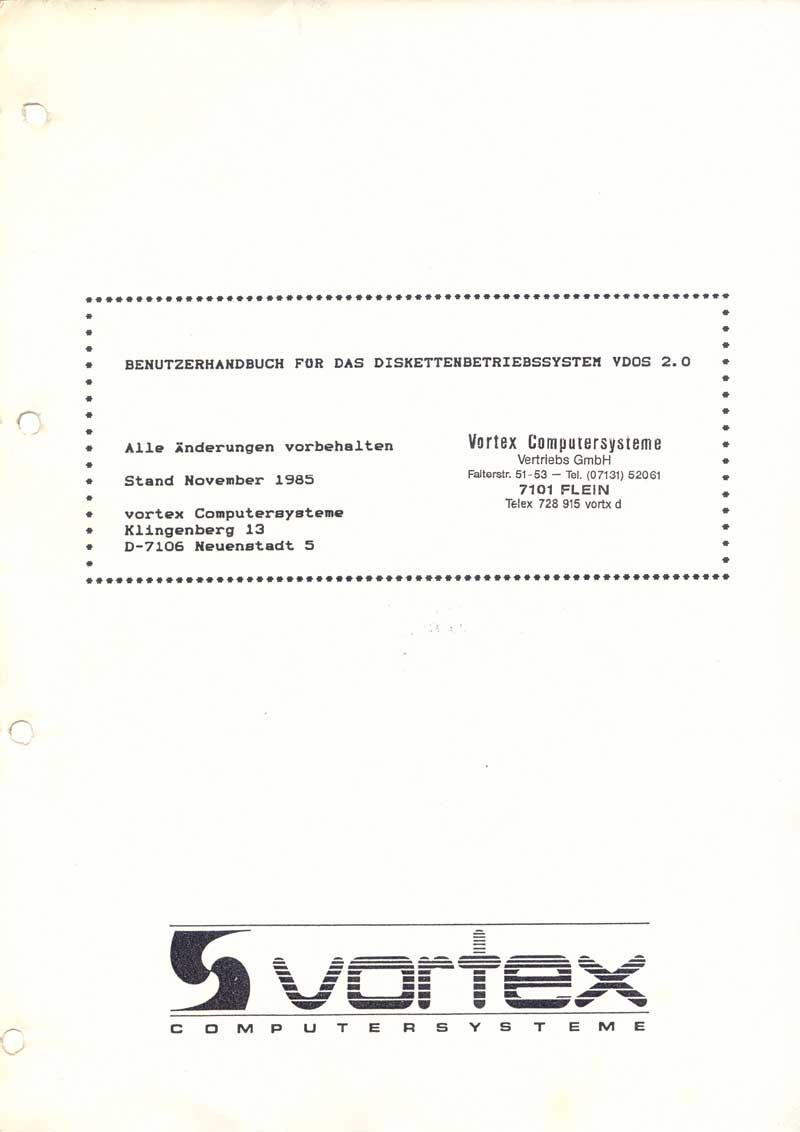 BENUTZERHANDBUCH FÜR DAS DISKETTENBETRIEBSSYSTEM VDOS 2.0
Alle Änderungen vorbehalten
Stand November 1985
vortex Computersysteme
Klingenberg 13
D-7106 Neuenstadt 5
Vortex Computersysteme
Vertriebs GmbH
Falterstr. 51-53 — Tel. (07131) 52061
7101 FLEIN
Telex 728 915 vortx d
vortex
COMPUTERSYSTEME